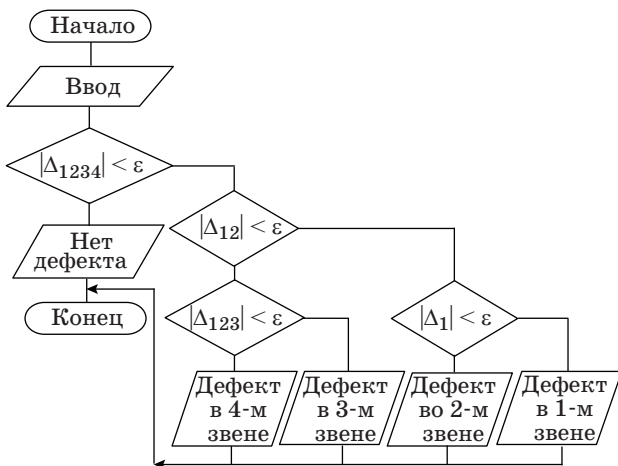 Начало
Ввод
|Δ1234| < ε
Нет
дефекта
Конец
|Δ12| < ε
|Δ123| < ε
|Δ1| < ε
Дефект
в 4-м
звене
Дефект
в 3-м
звене
Дефект
во 2-м
звене
Дефект
в 1-м
звене